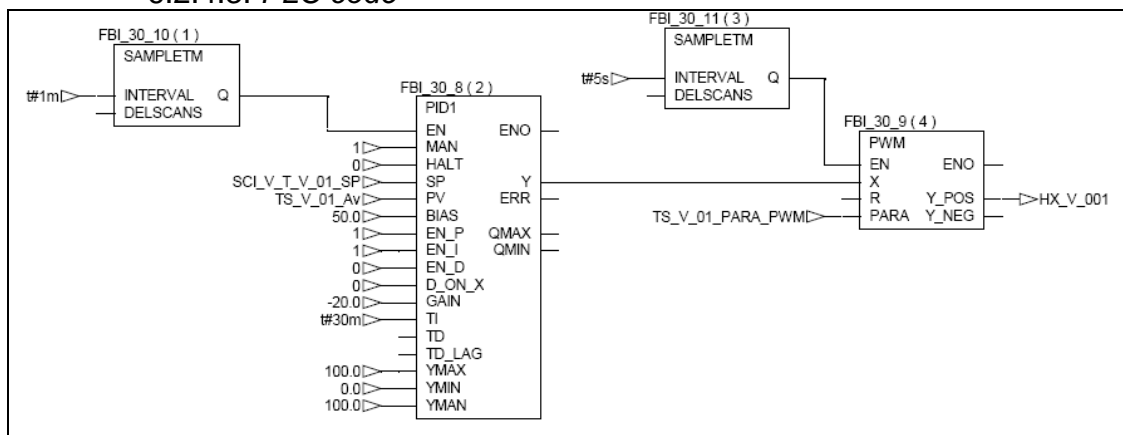 FBI_30_10 ( 1 )
SAMPLETM
t#1m INTERVAL Q
DELSCANS
FBI_30_8 ( 2 )
PID1
EN ENO
1 MAN
0 HALT
SCI_V_T_V_01_SP SP Y
TS_V_01_Av PV ERR
50.0 BIAS
1 EN_P QMAX
1 EN_I QMIN
0 EN_D
0 D_ON_X
-20.0 GAIN
t#30m TI
TD
TD_LAG
100.0 YMAX
0.0 YMIN
100.0 YMAN
FBI_30_11 ( 3 )
SAMPLETM
t#5s INTERVAL Q
DELSCANS
FBI_30_9 ( 4 )
PWM
EN ENO
X
R Y_POS HX_V_001
TS_V_01_PARA_PWM PARA Y_NEG